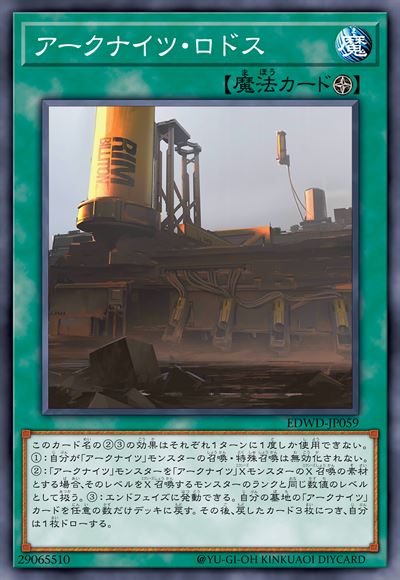 アークナイツ・ロドス
魔
【魔法カード】
RIM
BILLITON
EDWD-JP059
このカード名の②③の効果はそれぞれ1ターンに1度しか使用できない。
①:自分が「アークナイツ」モンスターの召喚・特殊召喚は無効化されない。
②:「アークナイツ」モンスターを「アークナイツ」XモンスターのX召喚の素材
とする場合、そのレベルをX召喚するモンスターのランクと同じ数値のレベル
として扱う。③:エンドフェイズに発動できる。自分の墓地の「アークナイツ」
カードを任意の数だけデッキに戻す。その後、戻したカード3枚につき、自分
は1枚ドローする。
29065510
@YU-GI-OH KINKUAOI DIYCARD.